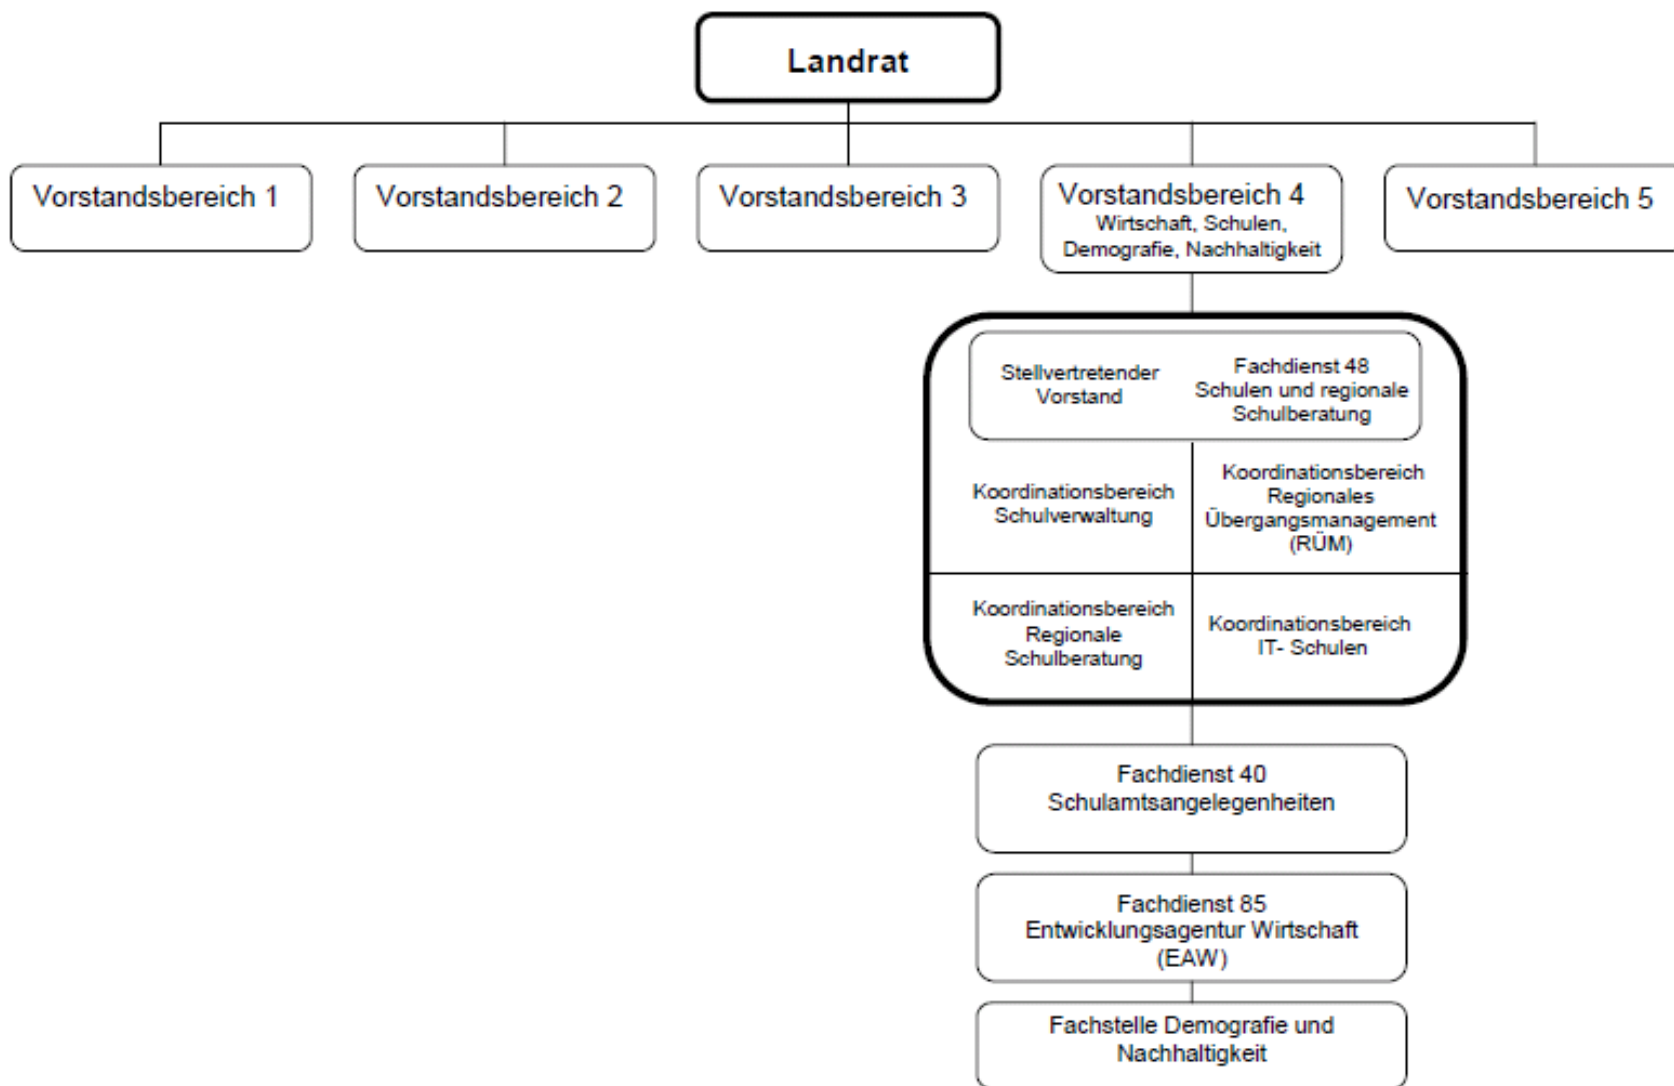 Landrat
Vorstandsbereich 1
Vorstandsbereich 2
Vorstandsbereich 3
Vorstandsbereich 4
Wirtschaft, Schulen,
Demografie, Nachhaltigkeit
Vorstandsbereich 5
Stellvertretender
Vorstand
Fachdienst 48
Schulen und regionale
Schulberatung
Koordinationsbereich
Schulverwaltung
Koordinationsbereich
Regionales
Übergangsmanagement
(RÜM)
Koordinationsbereich
Regionale
Schulberatung
Koordinationsbereich
IT- Schulen
Fachdienst 40
Schulamtsangelegenheiten
Fachdienst 85
Entwicklungsagentur Wirtschaft
(EAW)
Fachstelle Demografie und
Nachhaltigkeit